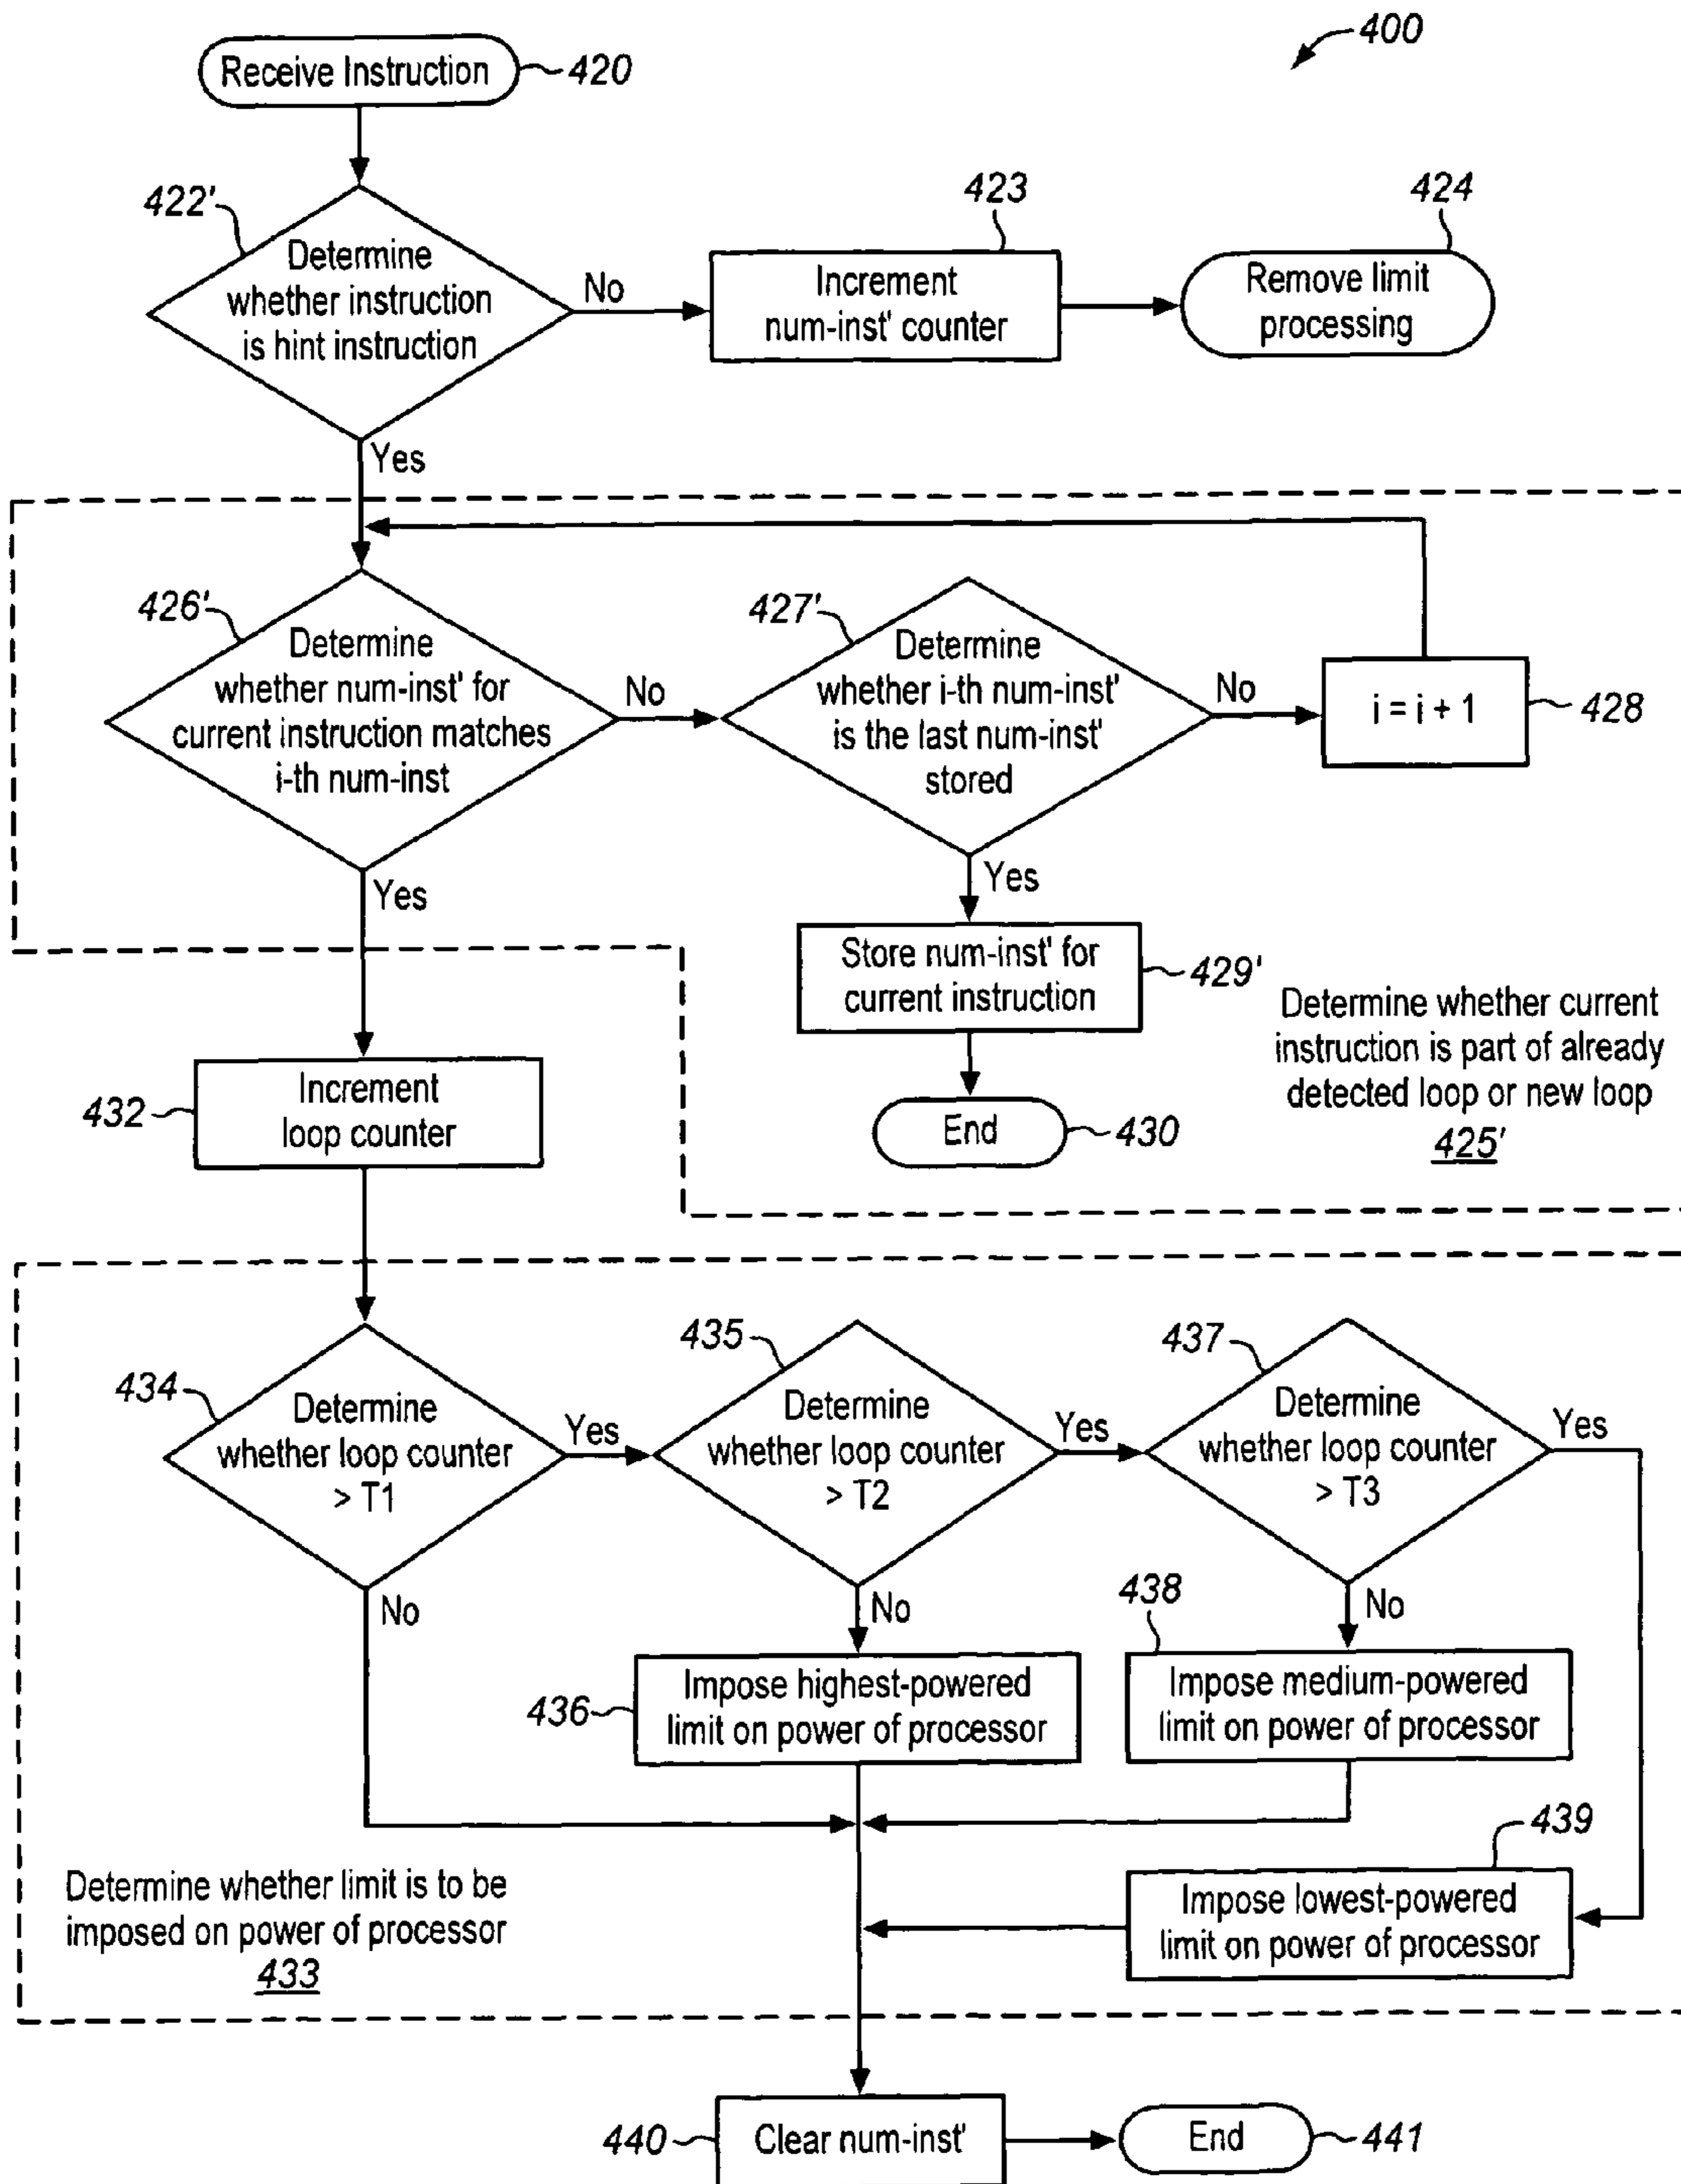 400
Receive Instruction
420
422'
Determine
whether instruction
is hint instruction
No
423
Increment
num-inst' counter
424
Remove limit
processing
Yes
426'
Determine
whether num-inst' for
current instruction matches
i-th num-inst
No
427'
Determine
whether i-th num-inst'
is the last num-inst'
stored
No
i = i + 1
428
Yes
Yes
Store num-inst' for
current instruction
429'
End
430
Determine whether current
instruction is part of already
detected loop or new loop
425'
432
Increment
loop counter
434
Determine
whether loop counter
> T1
Yes
435
Determine
whether loop counter
> T2
Yes
437
Determine
whether loop counter
> T3
Yes
No
No
No
436
Impose highest-powered
limit on power of processor
438
Impose medium-powered
limit on power of processor
439
Impose lowest-powered
limit on power of processor
Determine whether limit is to be
imposed on power of processor
433
440
Clear num-inst'
End
441